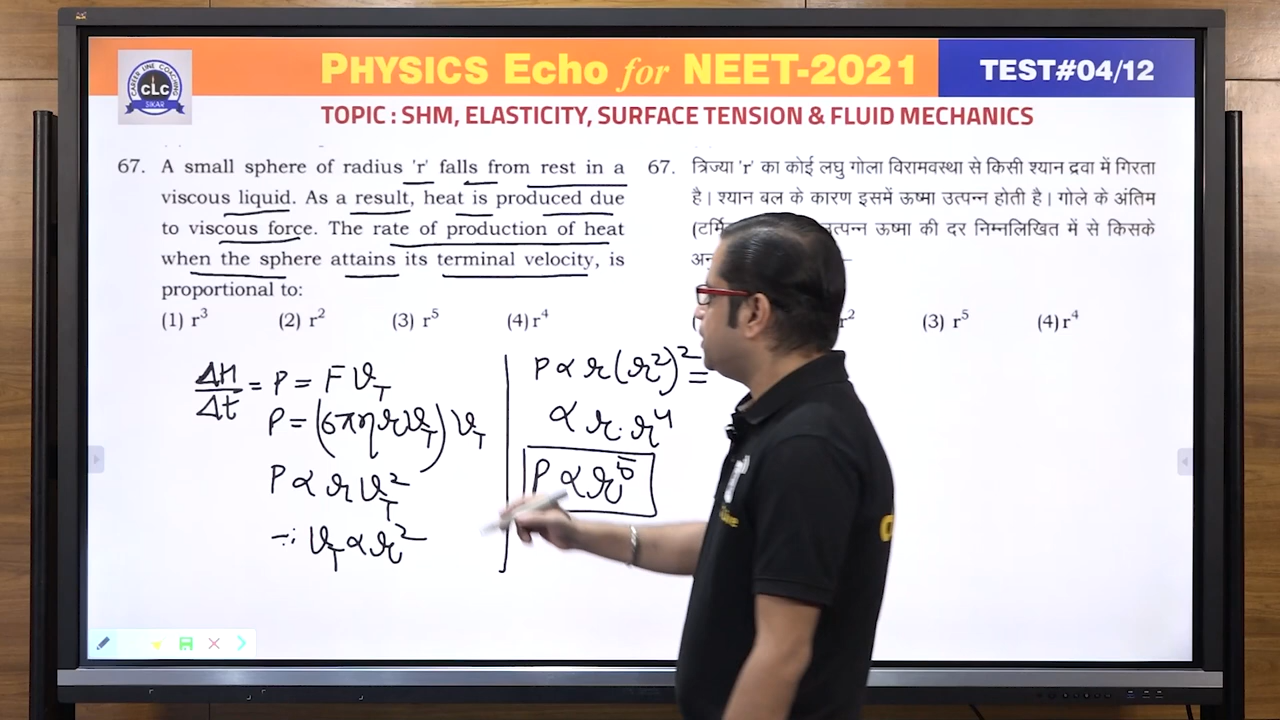 CAREER LINE COACHING
CLC
SIKAR
PHYSICS Echo for NEET-2021
TEST#04/12
TOPIC : SHM, ELASTICITY, SURFACE TENSION & FLUID MECHANICS
67. A small sphere of radius 'r' falls from rest in a
viscous liquid. As a result, heat is produced due
to viscous force. The rate of production of heat
when the sphere attains its terminal velocity, is
proportional to:
(1) r³ (2) r² (3) r⁵ (4) r⁴
67. त्रिज्या 'r' का कोई लघु गोला विरामवस्था से किसी श्यान द्रवा में गिरता
है। श्यान बल के कारण इसमें ऊष्मा उत्पन्न होती है। गोले के अंतिम
ऊष्मा की दर निम्नलिखित में से किसके
r² (3) r⁵ (4) r⁴
ΔH/Δt = P = F v_T
P = (6πηrv_T) v_T
P ∝ r v_T²
∵ v_T ∝ r²
P ∝ r(r²)² =
∝ r · r⁴
P ∝ r⁵